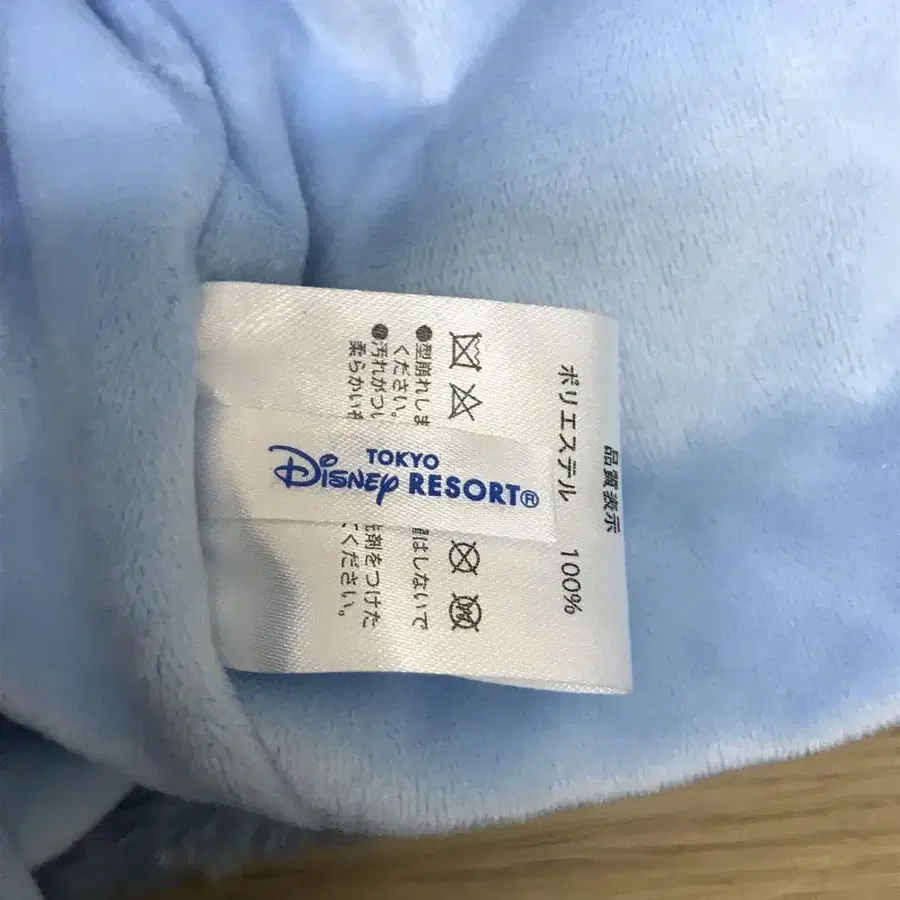 品質表示
ポリエステル 100%
●型崩れしま
ください。
●汚れがつい
柔らかい
TOKYO
Disney RESORT®
はしないで
剤をつけた
ください。